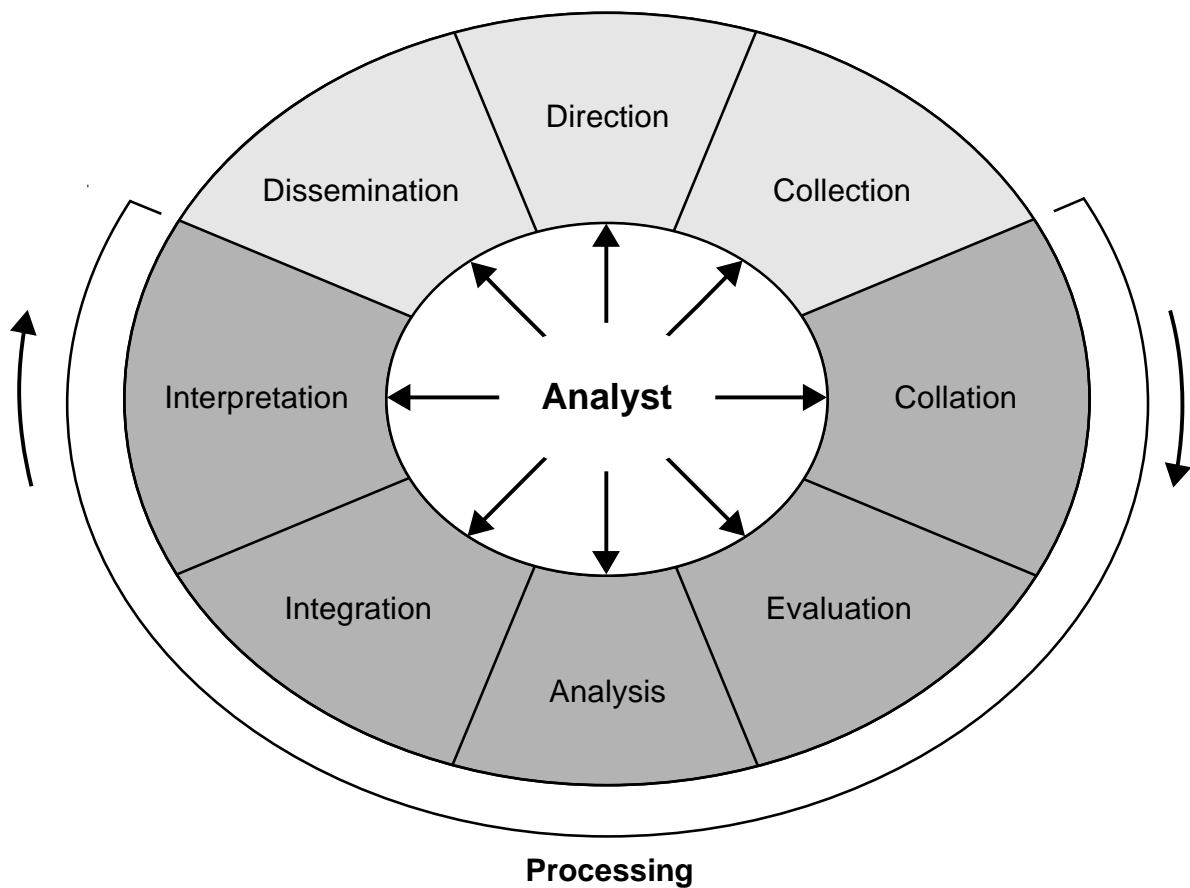 Direction
Dissemination
Collection
Interpretation
Analyst
Collation
Integration
Evaluation
Analysis
Processing